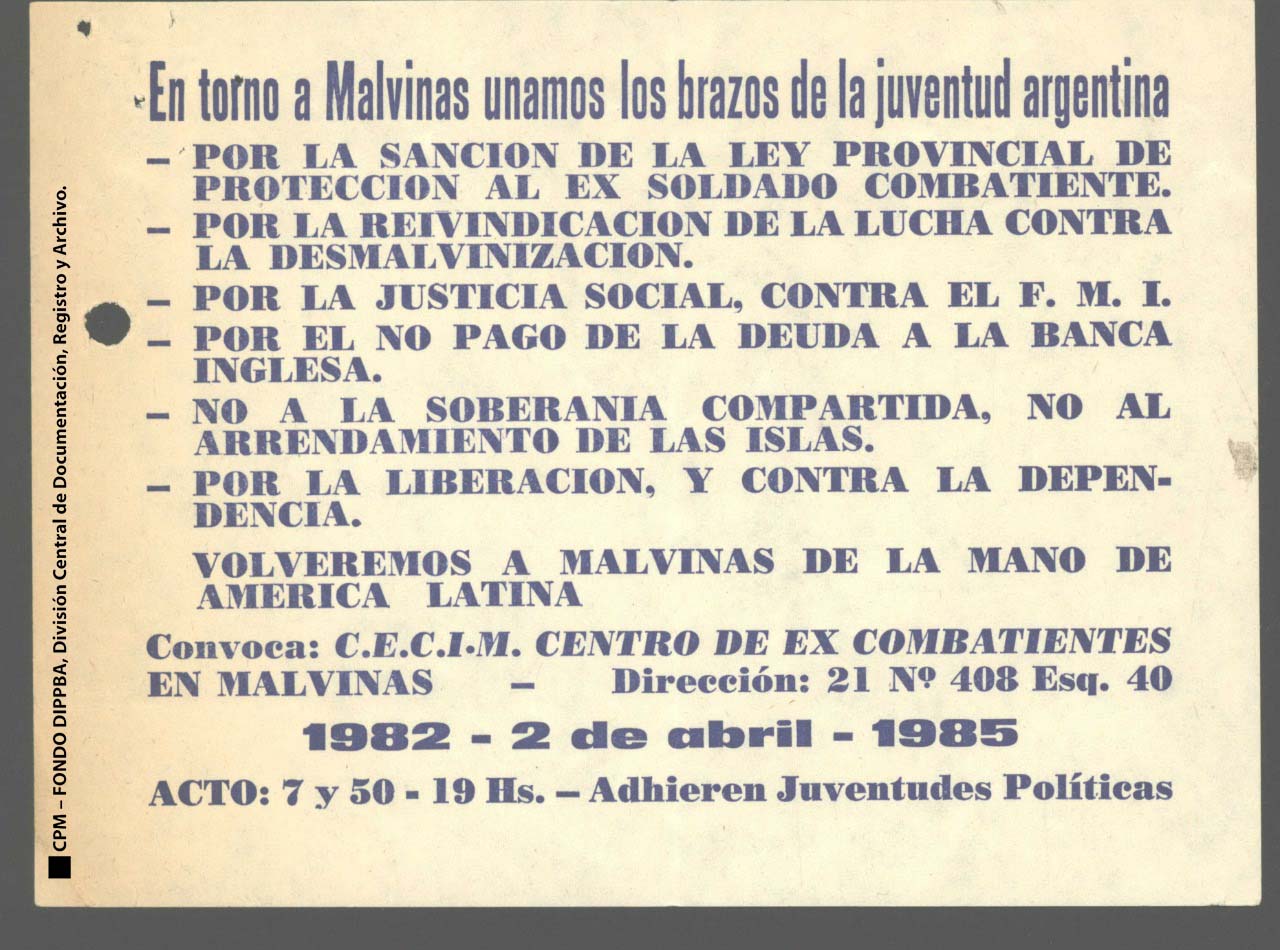 En torno a Malvinas unamos los brazos de la juventud argentina
– POR LA SANCION DE LA LEY PROVINCIAL DE
PROTECCION AL EX SOLDADO COMBATIENTE.
– POR LA REIVINDICACION DE LA LUCHA CONTRA
LA DESMALVINIZACION.
– POR LA JUSTICIA SOCIAL, CONTRA EL F. M. I.
– POR EL NO PAGO DE LA DEUDA A LA BANCA
INGLESA.
– NO A LA SOBERANIA COMPARTIDA, NO AL
ARRENDAMIENTO DE LAS ISLAS.
– POR LA LIBERACION, Y CONTRA LA DEPEN-
DENCIA.
VOLVEREMOS A MALVINAS DE LA MANO DE
AMERICA LATINA
Convoca: C.E.C.I.M. CENTRO DE EX COMBATIENTES
EN MALVINAS – Dirección: 21 Nº 408 Esq. 40
1982 - 2 de abril - 1985
ACTO: 7 y 50 - 19 Hs. – Adhieren Juventudes Políticas
CPM – FONDO DIPPBA, División Central de Documentación, Registro y Archivo.